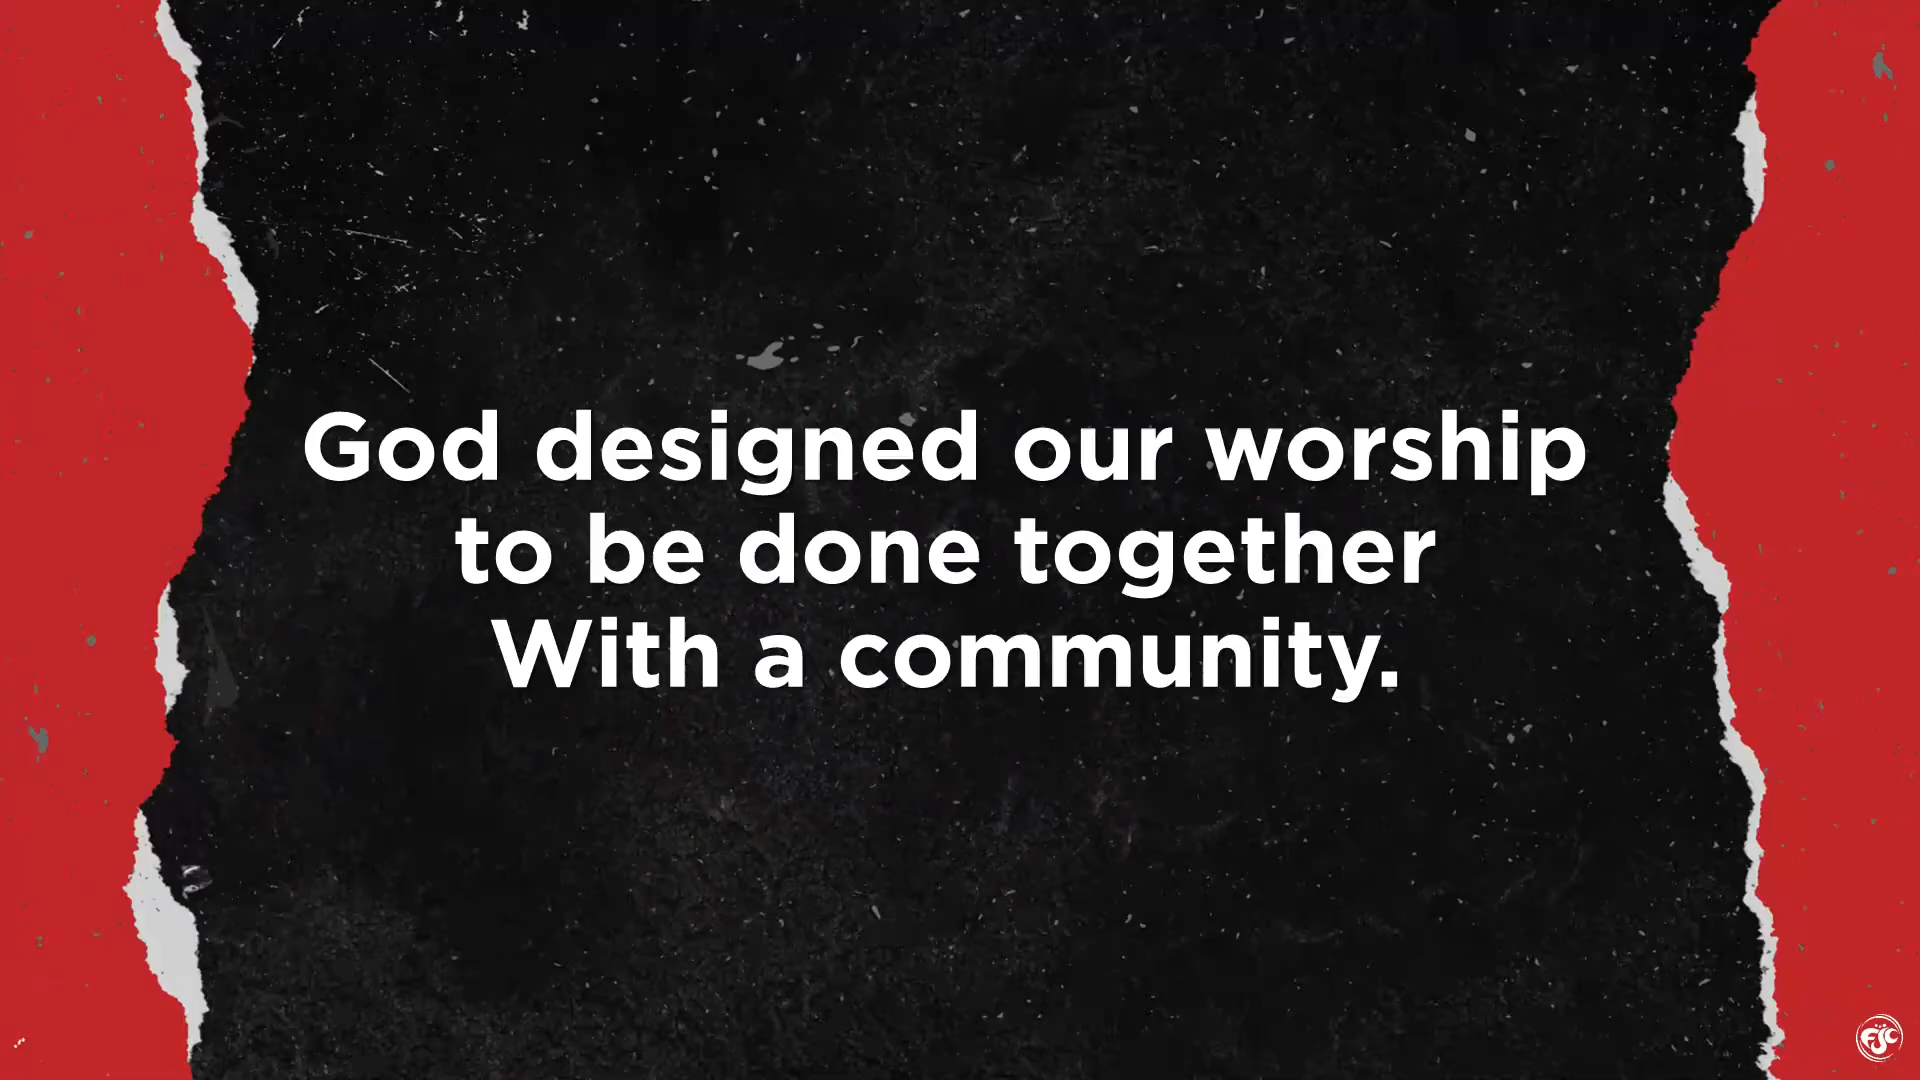 God designed our worship
to be done together
With a community.